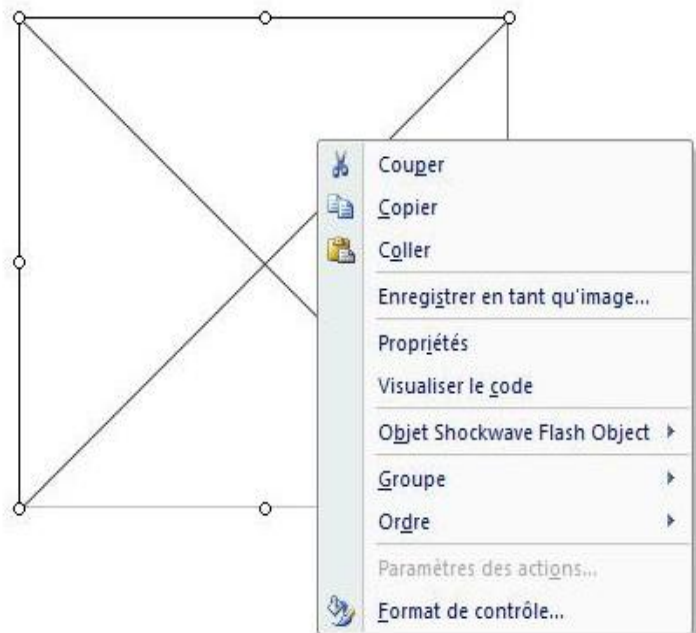 Couper
Copier
Coller
Enregistrer en tant qu'image...
Propriétés
Visualiser le code
Objet Shockwave Flash Object
Groupe
Ordre
Paramètres des actions...
Format de contrôle...